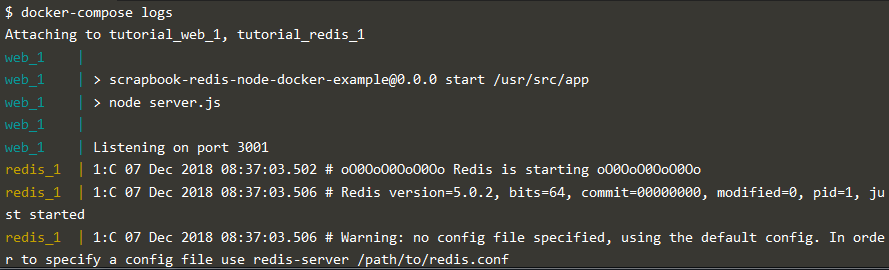 $ docker-compose logs
Attaching to tutorial_web_1, tutorial_redis_1
web_1    |
web_1    | > scrapbook-redis-node-docker-example@0.0.0 start /usr/src/app
web_1    | > node server.js
web_1    |
web_1    | Listening on port 3001
redis_1  | 1:C 07 Dec 2018 08:37:03.502 # oO0OoO0OoO0Oo Redis is starting oO0OoO0OoO0Oo
redis_1  | 1:C 07 Dec 2018 08:37:03.506 # Redis version=5.0.2, bits=64, commit=00000000, modified=0, pid=1, ju
st started
redis_1  | 1:C 07 Dec 2018 08:37:03.506 # Warning: no config file specified, using the default config. In orde
r to specify a config file use redis-server /path/to/redis.conf